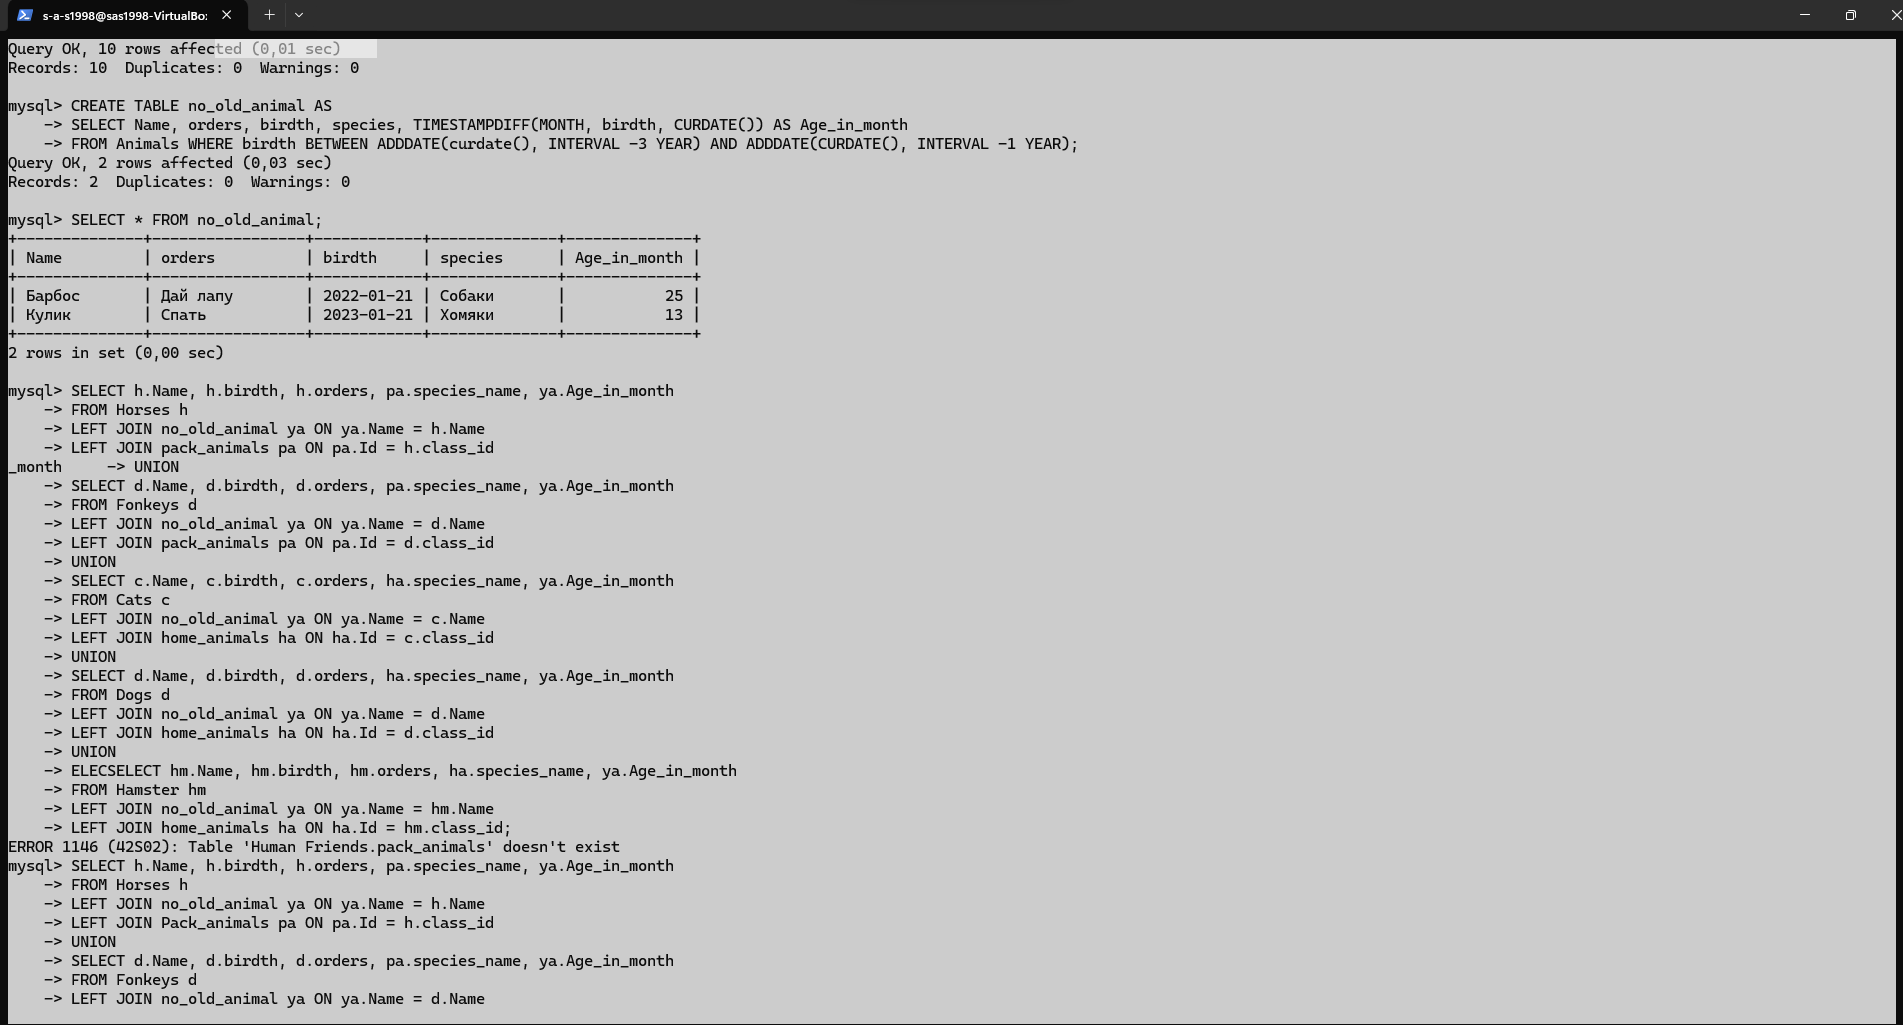 s-a-s1998@sas1998-VirtualBo:
Query OK, 10 rows affected (0,01 sec)
Records: 10  Duplicates: 0  Warnings: 0
mysql> CREATE TABLE no_old_animal AS
    -> SELECT Name, orders, birdth, species, TIMESTAMPDIFF(MONTH, birdth, CURDATE()) AS Age_in_month
    -> FROM Animals WHERE birdth BETWEEN ADDDATE(curdate(), INTERVAL -3 YEAR) AND ADDDATE(CURDATE(), INTERVAL -1 YEAR);
Query OK, 2 rows affected (0,03 sec)
Records: 2  Duplicates: 0  Warnings: 0
mysql> SELECT * FROM no_old_animal;
+--------------+-----------------+------------+--------------+--------------+
| Name         | orders          | birdth     | species      | Age_in_month |
+--------------+-----------------+------------+--------------+--------------+
| Барбос       | Дай лапу        | 2022-01-21 | Собаки       |           25 |
| Кулик        | Спать           | 2023-01-21 | Хомяки       |           13 |
+--------------+-----------------+------------+--------------+--------------+
2 rows in set (0,00 sec)
mysql> SELECT h.Name, h.birdth, h.orders, pa.species_name, ya.Age_in_month
    -> FROM Horses h
    -> LEFT JOIN no_old_animal ya ON ya.Name = h.Name
    -> LEFT JOIN pack_animals pa ON pa.Id = h.class_id
_month     -> UNION
    -> SELECT d.Name, d.birdth, d.orders, pa.species_name, ya.Age_in_month
    -> FROM Fonkeys d
    -> LEFT JOIN no_old_animal ya ON ya.Name = d.Name
    -> LEFT JOIN pack_animals pa ON pa.Id = d.class_id
    -> UNION
    -> SELECT c.Name, c.birdth, c.orders, ha.species_name, ya.Age_in_month
    -> FROM Cats c
    -> LEFT JOIN no_old_animal ya ON ya.Name = c.Name
    -> LEFT JOIN home_animals ha ON ha.Id = c.class_id
    -> UNION
    -> SELECT d.Name, d.birdth, d.orders, ha.species_name, ya.Age_in_month
    -> FROM Dogs d
    -> LEFT JOIN no_old_animal ya ON ya.Name = d.Name
    -> LEFT JOIN home_animals ha ON ha.Id = d.class_id
    -> UNION
    -> ELECSELECT hm.Name, hm.birdth, hm.orders, ha.species_name, ya.Age_in_month
    -> FROM Hamster hm
    -> LEFT JOIN no_old_animal ya ON ya.Name = hm.Name
    -> LEFT JOIN home_animals ha ON ha.Id = hm.class_id;
ERROR 1146 (42S02): Table 'Human Friends.pack_animals' doesn't exist
mysql> SELECT h.Name, h.birdth, h.orders, pa.species_name, ya.Age_in_month
    -> FROM Horses h
    -> LEFT JOIN no_old_animal ya ON ya.Name = h.Name
    -> LEFT JOIN Pack_animals pa ON pa.Id = h.class_id
    -> UNION
    -> SELECT d.Name, d.birdth, d.orders, pa.species_name, ya.Age_in_month
    -> FROM Fonkeys d
    -> LEFT JOIN no_old_animal ya ON ya.Name = d.Name